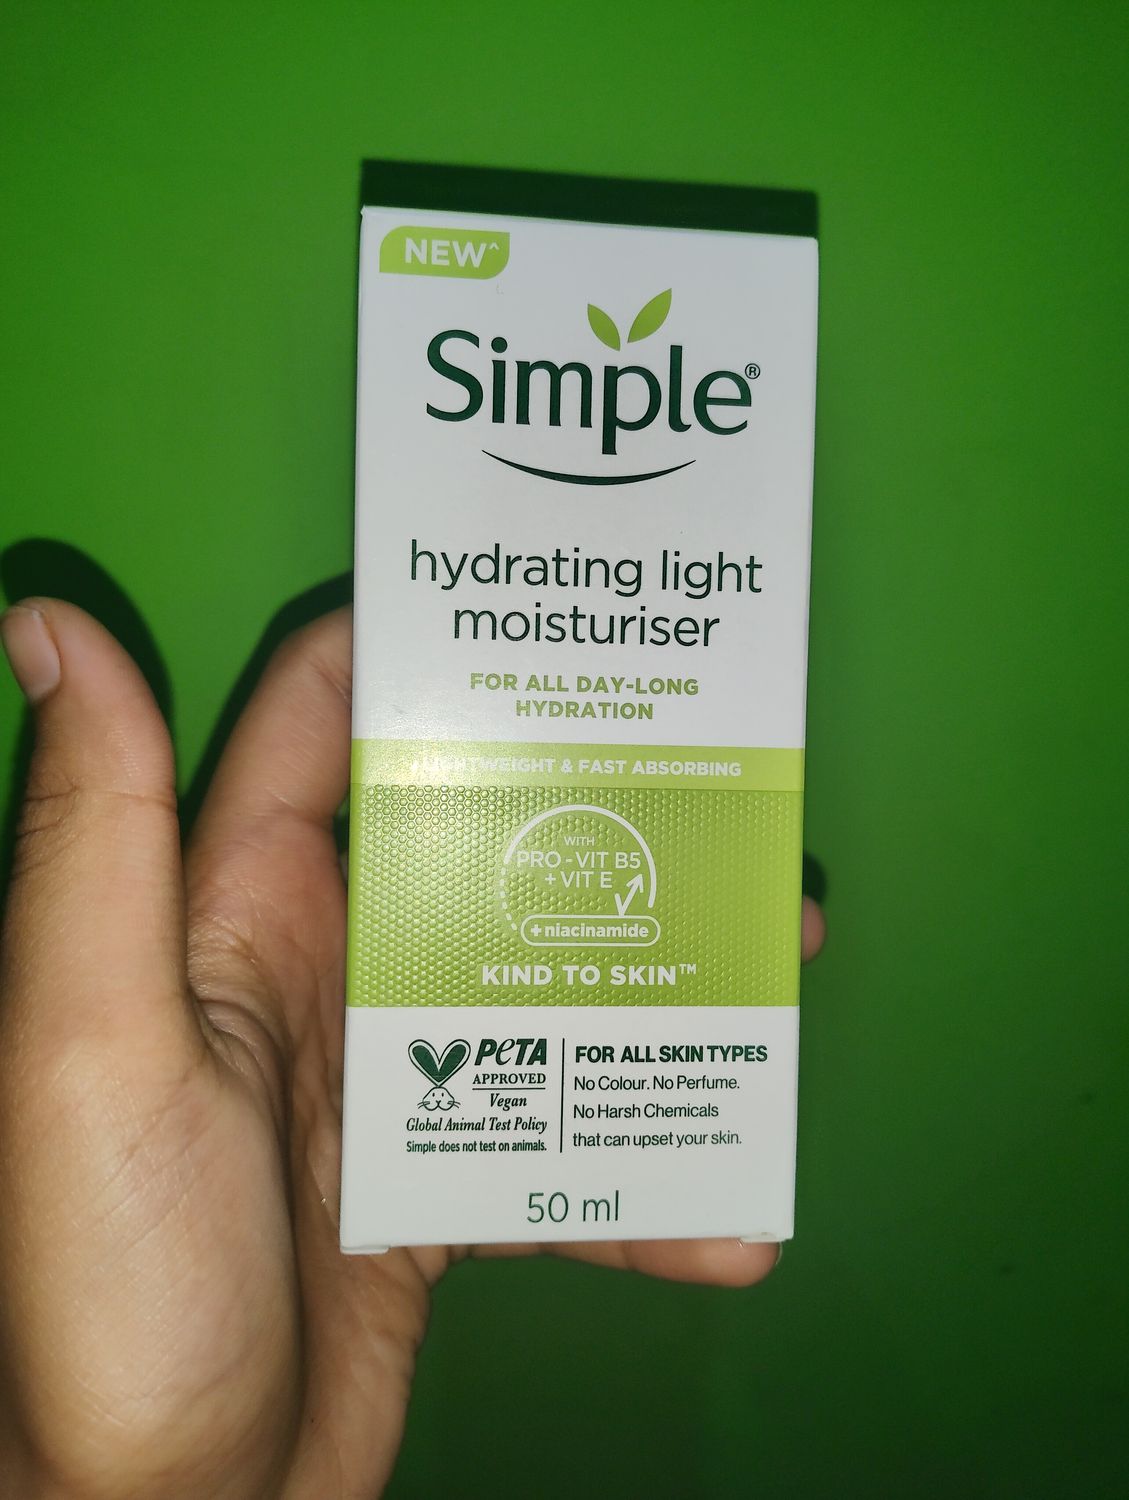 NEW^
Simple®
hydrating light
moisturiser
FOR ALL DAY-LONG
HYDRATION
LIGHTWEIGHT & FAST ABSORBING
WITH
PRO-VIT B5
+ VIT E
+niacinamide
KIND TO SKIN™
PETA
APPROVED
Vegan
Global Animal Test Policy
Simple does not test on animals.
FOR ALL SKIN TYPES
No Colour. No Perfume.
No Harsh Chemicals
that can upset your skin.
50 ml